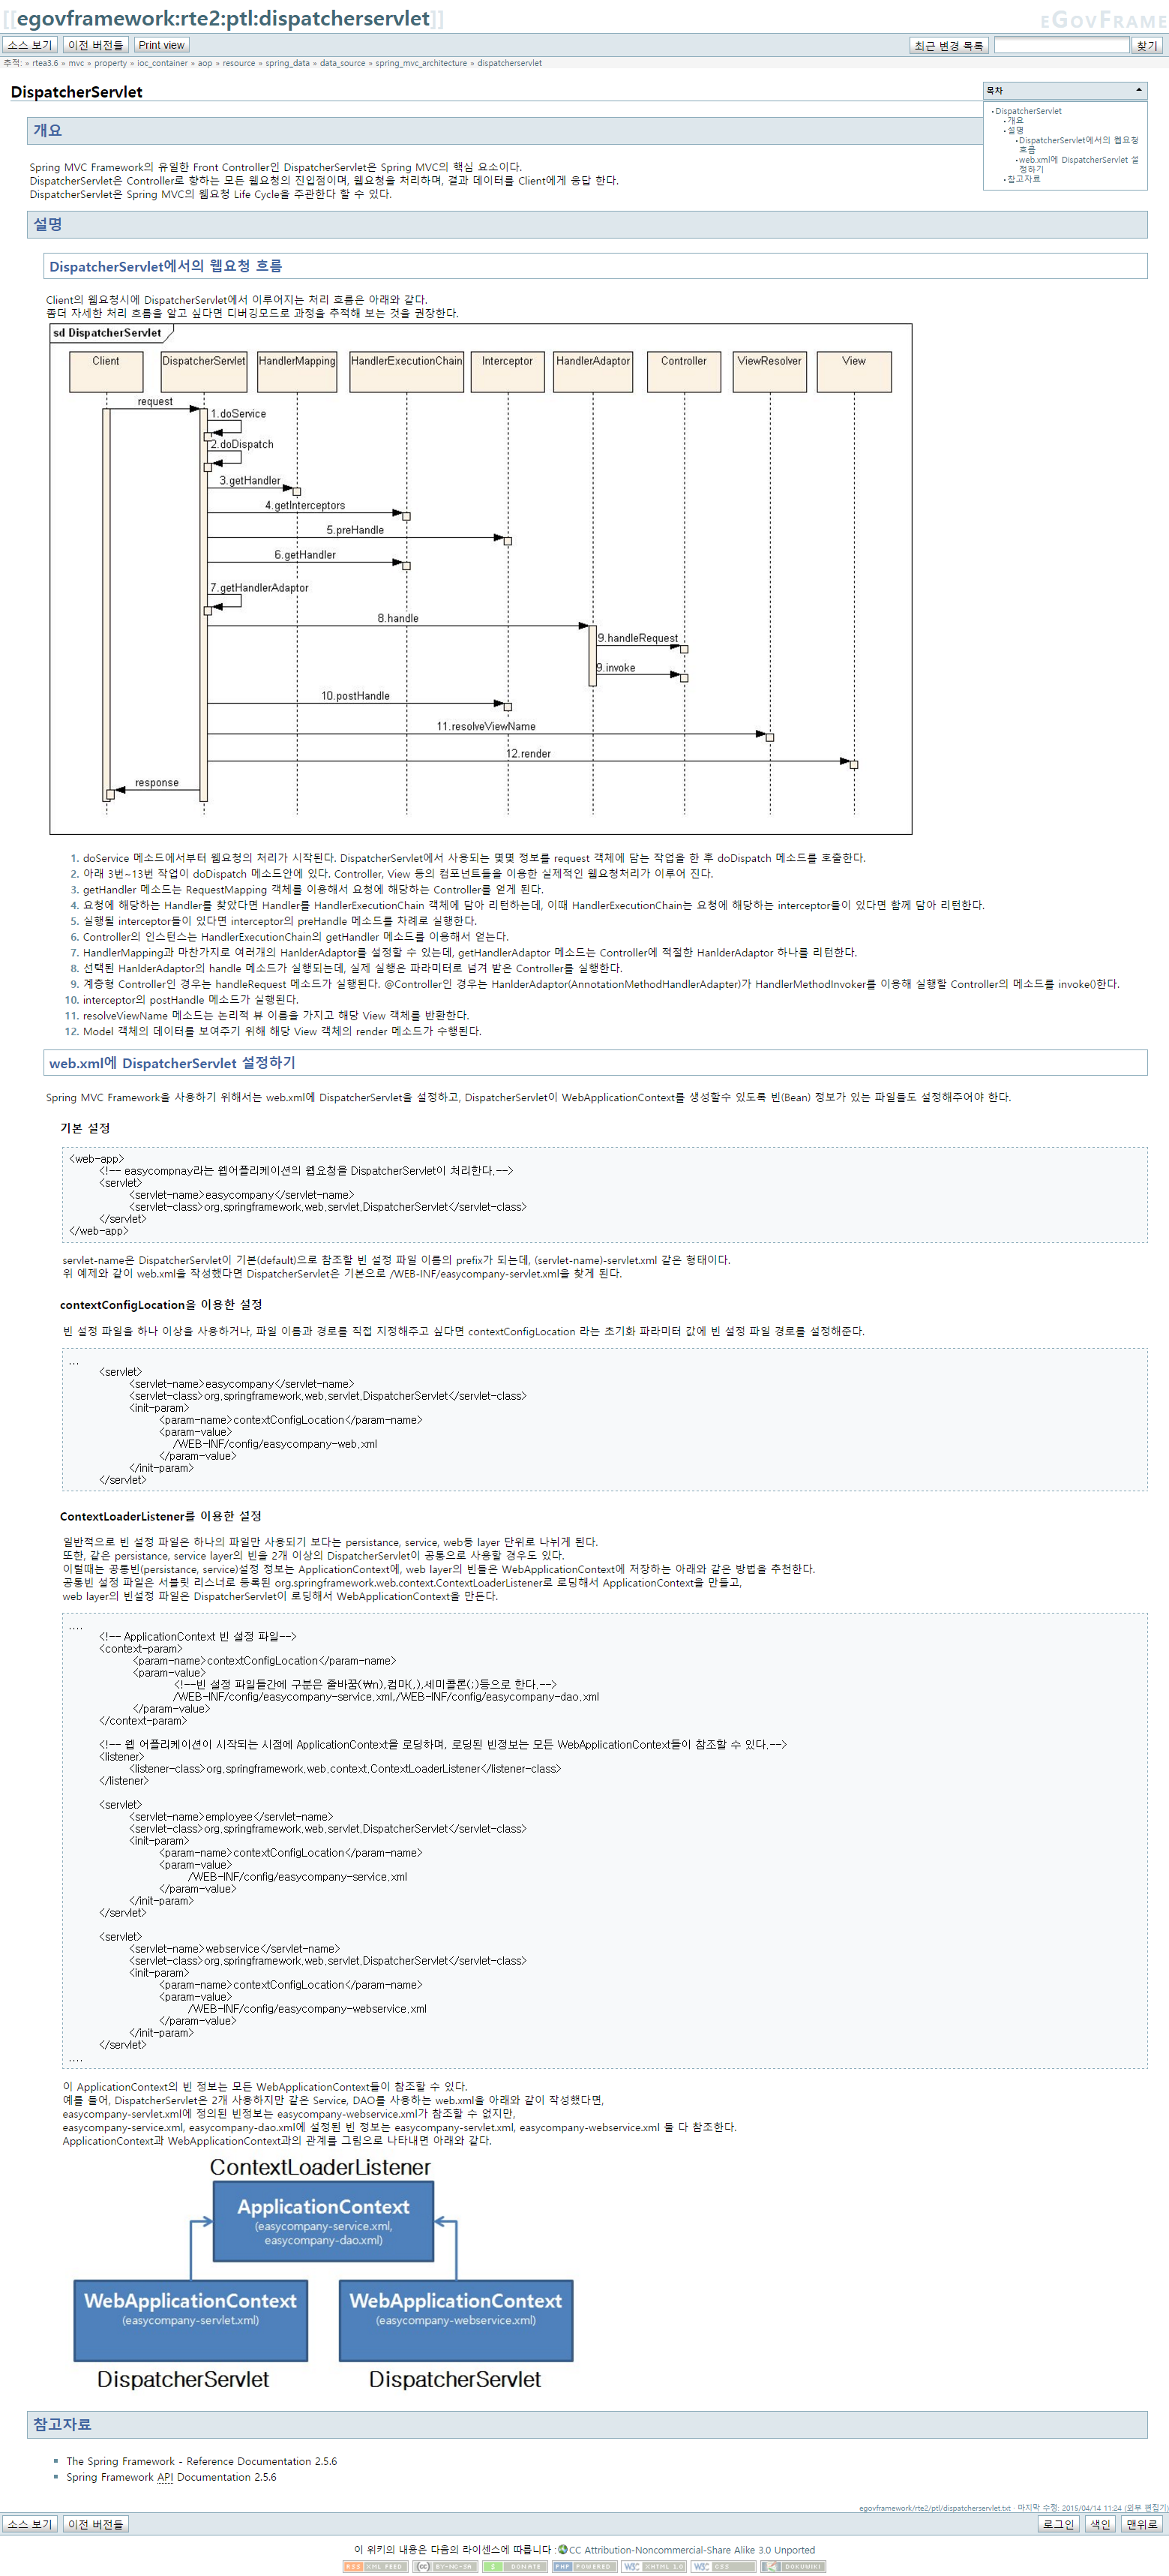 [[egovframework:rte2:ptl:dispatcherservlet]]
eGovFrame
소스 보기 이전 버전들 Print view 최근 변경 목록 찾기
추적: » rtea3.6 » mvc » property » ioc_container » aop » resource » spring_data » data_source » spring_mvc_architecture » dispatcherservlet
DispatcherServlet
목차
DispatcherServlet
개요
설명
DispatcherServlet에서의 웹요청
흐름
web.xml에 DispatcherServlet 설
정하기
참고자료
개요
Spring MVC Framework의 유일한 Front Controller인 DispatcherServlet은 Spring MVC의 핵심 요소이다.
DispatcherServlet은 Controller로 향하는 모든 웹요청의 진입점이며, 웹요청을 처리하며, 결과 데이터를 Client에게 응답 한다.
DispatcherServlet은 Spring MVC의 웹요청 Life Cycle을 주관한다 할 수 있다.
설명
DispatcherServlet에서의 웹요청 흐름
Client의 웹요청시에 DispatcherServlet에서 이루어지는 처리 흐름은 아래와 같다.
좀더 자세한 처리 흐름을 알고 싶다면 디버깅모드로 과정을 추적해 보는 것을 권장한다.
sd DispatcherServlet
Client DispatcherServlet HandlerMapping HandlerExecutionChain Interceptor HandlerAdaptor Controller ViewResolver View
request
1.doService
2.doDispatch
3.getHandler
4.getInterceptors
5.preHandle
6.getHandler
7.getHandlerAdaptor
8.handle
9.handleRequest
9.invoke
10.postHandle
11.resolveViewName
12.render
response
1. doService 메소드에서부터 웹요청의 처리가 시작된다. DispatcherServlet에서 사용되는 몇몇 정보를 request 객체에 담는 작업을 한 후 doDispatch 메소드를 호출한다.
2. 아래 3번~13번 작업이 doDispatch 메소드안에 있다. Controller, View 등의 컴포넌트들을 이용한 실제적인 웹요청처리가 이루어 진다.
3. getHandler 메소드는 RequestMapping 객체를 이용해서 요청에 해당하는 Controller를 얻게 된다.
4. 요청에 해당하는 Handler를 찾았다면 Handler를 HandlerExecutionChain 객체에 담아 리턴하는데, 이때 HandlerExecutionChain는 요청에 해당하는 interceptor들이 있다면 함께 담아 리턴한다.
5. 실행될 interceptor들이 있다면 interceptor의 preHandle 메소드를 차례로 실행한다.
6. Controller의 인스턴스는 HandlerExecutionChain의 getHandler 메소드를 이용해서 얻는다.
7. HandlerMapping과 마찬가지로 여러개의 HanlderAdaptor를 설정할 수 있는데, getHandlerAdaptor 메소드는 Controller에 적절한 HanlderAdaptor 하나를 리턴한다.
8. 선택된 HanlderAdaptor의 handle 메소드가 실행되는데, 실제 실행은 파라미터로 넘겨 받은 Controller를 실행한다.
9. 계층형 Controller인 경우는 handleRequest 메소드가 실행된다. @Controller인 경우는 HanlderAdaptor(AnnotationMethodHandlerAdapter)가 HandlerMethodInvoker를 이용해 실행할 Controller의 메소드를 invoke()한다.
10. interceptor의 postHandle 메소드가 실행된다.
11. resolveViewName 메소드는 논리적 뷰 이름을 가지고 해당 View 객체를 반환한다.
12. Model 객체의 데이터를 보여주기 위해 해당 View 객체의 render 메소드가 수행된다.
web.xml에 DispatcherServlet 설정하기
Spring MVC Framework을 사용하기 위해서는 web.xml에 DispatcherServlet을 설정하고, DispatcherServlet이 WebApplicationContext를 생성할수 있도록 빈(Bean) 정보가 있는 파일들도 설정해주어야 한다.
기본 설정
<web-app>
<!-- easycompnay라는 웹어플리케이션의 웹요청을 DispatcherServlet이 처리한다.-->
<servlet>
<servlet-name>easycompany</servlet-name>
<servlet-class>org.springframework.web.servlet.DispatcherServlet</servlet-class>
</servlet>
</web-app>
servlet-name은 DispatcherServlet이 기본(default)으로 참조할 빈 설정 파일 이름의 prefix가 되는데, (servlet-name)-servlet.xml 같은 형태이다.
위 예제와 같이 web.xml을 작성했다면 DispatcherServlet은 기본으로 /WEB-INF/easycompany-servlet.xml을 찾게 된다.
contextConfigLocation을 이용한 설정
빈 설정 파일을 하나 이상을 사용하거나, 파일 이름과 경로를 직접 지정해주고 싶다면 contextConfigLocation 라는 초기화 파라미터 값에 빈 설정 파일 경로를 설정해준다.
...
<servlet>
<servlet-name>easycompany</servlet-name>
<servlet-class>org.springframework.web.servlet.DispatcherServlet</servlet-class>
<init-param>
<param-name>contextConfigLocation</param-name>
<param-value>
/WEB-INF/config/easycompany-web.xml
</param-value>
</init-param>
</servlet>
ContextLoaderListener를 이용한 설정
일반적으로 빈 설정 파일은 하나의 파일만 사용되기 보다는 persistance, service, web등 layer 단위로 나뉘게 된다.
또한, 같은 persistance, service layer의 빈을 2개 이상의 DispatcherServlet이 공통으로 사용할 경우도 있다.
이럴때는 공통빈(persistance, service)설정 정보는 ApplicationContext에, web layer의 빈들은 WebApplicationContext에 저장하는 아래와 같은 방법을 추천한다.
공통빈 설정 파일은 서블릿 리스너로 등록된 org.springframework.web.context.ContextLoaderListener로 로딩해서 ApplicationContext을 만들고,
web layer의 빈설정 파일은 DispatcherServlet이 로딩해서 WebApplicationContext을 만든다.
....
<!-- ApplicationContext 빈 설정 파일-->
<context-param>
<param-name>contextConfigLocation</param-name>
<param-value>
<!--빈 설정 파일들간에 구분은 줄바꿈(\n),컴마(,),세미콜론(;)등으로 한다.-->
/WEB-INF/config/easycompany-service.xml,/WEB-INF/config/easycompany-dao.xml
</param-value>
</context-param>
<!-- 웹 어플리케이션이 시작되는 시점에 ApplicationContext을 로딩하며, 로딩된 빈정보는 모든 WebApplicationContext들이 참조할 수 있다.-->
<listener>
<listener-class>org.springframework.web.context.ContextLoaderListener</listener-class>
</listener>
<servlet>
<servlet-name>employee</servlet-name>
<servlet-class>org.springframework.web.servlet.DispatcherServlet</servlet-class>
<init-param>
<param-name>contextConfigLocation</param-name>
<param-value>
/WEB-INF/config/easycompany-service.xml
</param-value>
</init-param>
</servlet>
<servlet>
<servlet-name>webservice</servlet-name>
<servlet-class>org.springframework.web.servlet.DispatcherServlet</servlet-class>
<init-param>
<param-name>contextConfigLocation</param-name>
<param-value>
/WEB-INF/config/easycompany-webservice.xml
</param-value>
</init-param>
</servlet>
....
이 ApplicationContext의 빈 정보는 모든 WebApplicationContext들이 참조할 수 있다.
예를 들어, DispatcherServlet은 2개 사용하지만 같은 Service, DAO를 사용하는 web.xml을 아래와 같이 작성했다면,
easycompany-servlet.xml에 정의된 빈정보는 easycompany-webservice.xml가 참조할 수 없지만,
easycompany-service.xml, easycompany-dao.xml에 설정된 빈 정보는 easycompany-servlet.xml, easycompany-webservice.xml 둘 다 참조한다.
ApplicationContext과 WebApplicationContext과의 관계를 그림으로 나타내면 아래와 같다.
ContextLoaderListener
ApplicationContext
(easycompany-service.xml,
easycompany-dao.xml)
WebApplicationContext WebApplicationContext
(easycompany-servlet.xml) (easycompany-webservice.xml)
DispatcherServlet DispatcherServlet
참고자료
The Spring Framework - Reference Documentation 2.5.6
Spring Framework API Documentation 2.5.6
egovframework/rte2/ptl/dispatcherservlet.txt · 마지막 수정: 2015/04/14 11:24 (외부 편집기)
소스 보기 이전 버전들 로그인 색인 맨위로
이 위키의 내용은 다음의 라이센스에 따릅니다 : CC Attribution-Noncommercial-Share Alike 3.0 Unported
RSS XML FEED CC BY-NC-SA $ DONATE PHP POWERED W3C XHTML 1.0 W3C CSS DOKUWIKI